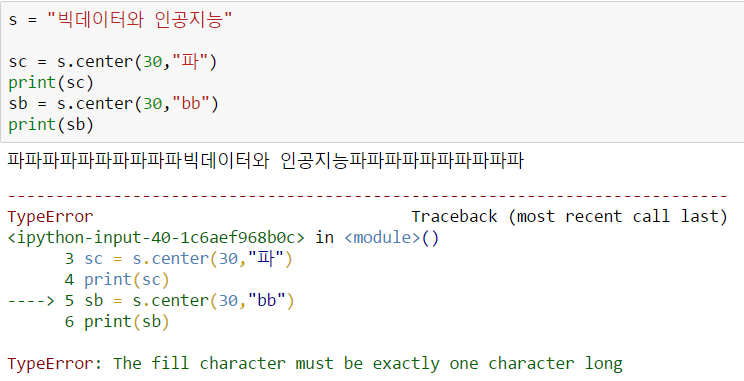 s = "빅데이터와 인공지능"
sc = s.center(30,"파")
print(sc)
sb = s.center(30,"bb")
print(sb)
파파파파파파파파파파빅데이터와 인공지능파파파파파파파파파파
---------------------------------------------------------------------------
TypeError                                 Traceback (most recent call last)
<ipython-input-40-1c6aef968b0c> in <module>()
      3 sc = s.center(30,"파")
      4 print(sc)
----> 5 sb = s.center(30,"bb")
      6 print(sb)
TypeError: The fill character must be exactly one character long